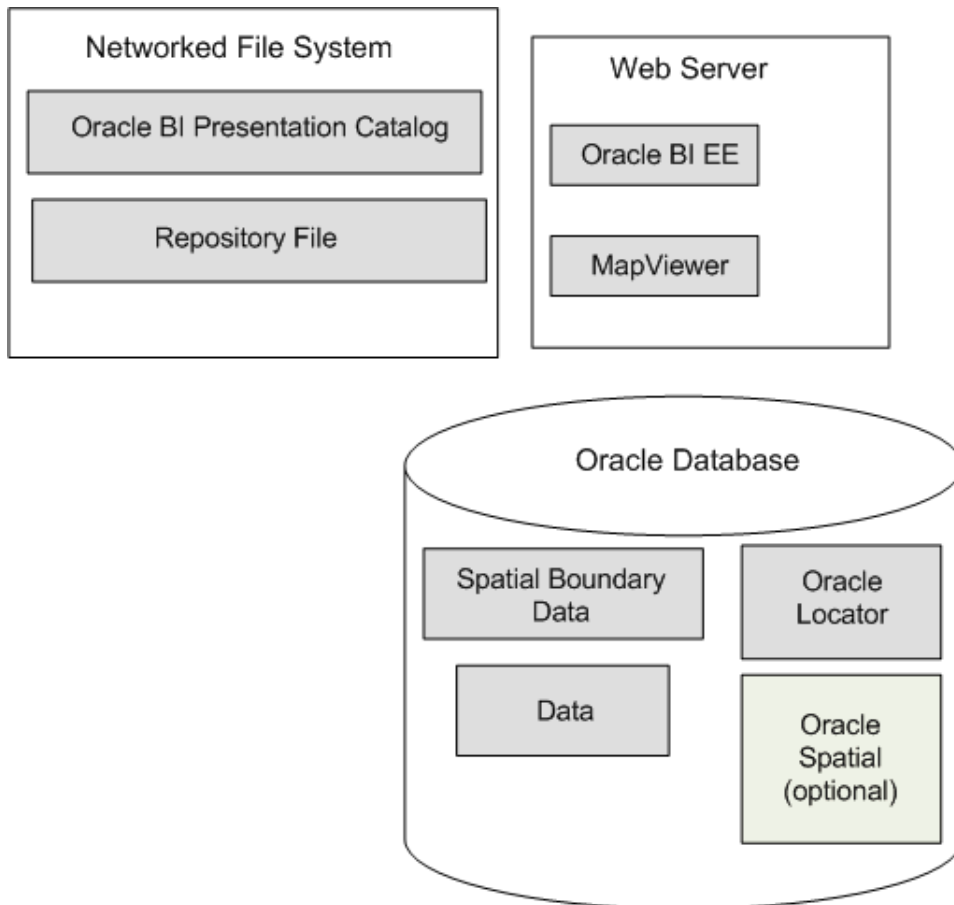 Networked File System
Oracle BI Presentation Catalog
Repository File
Web Server
Oracle BI EE
MapViewer
Oracle Database
Spatial Boundary
Data
Data
Oracle
Locator
Oracle
Spatial
(optional)